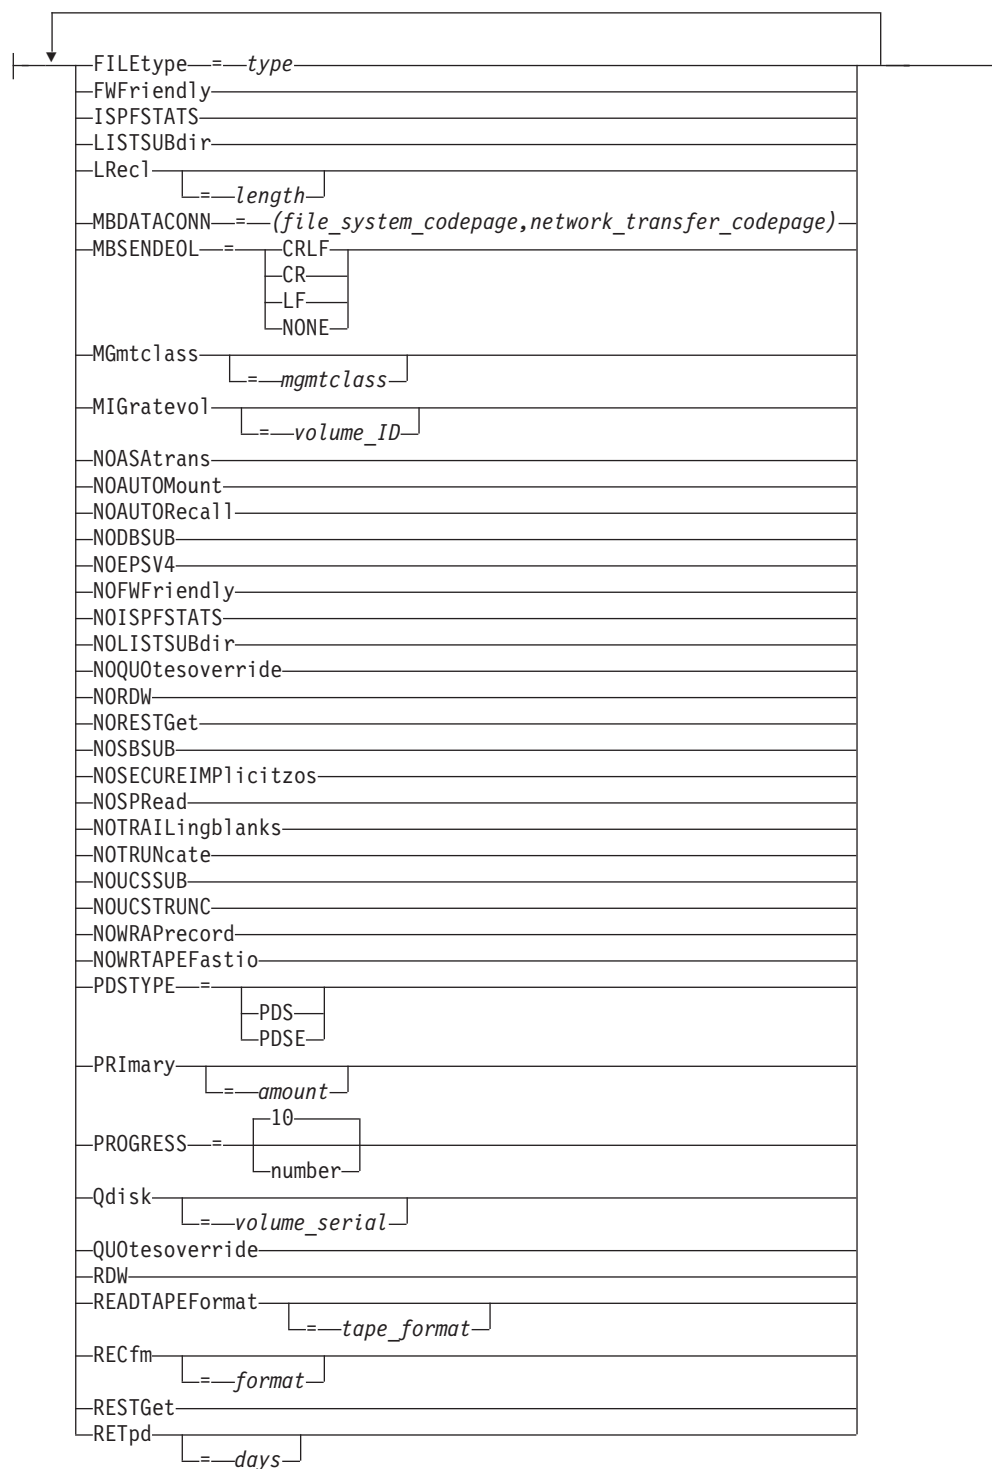 FILEtype = type
FWFriendly
ISPFSTATS
LISTSUBdir
LRecl
= length
MBDATACONN = (file_system_codepage,network_transfer_codepage)
MBSENDEOL = CRLF
CR
LF
NONE
MGmtclass
= mgmtclass
MIGratevol
= volume_ID
NOASAtrans
NOAUTOMount
NOAUTORecall
NODBSUB
NOEPSV4
NOFWFriendly
NOISPFSTATS
NOLISTSUBdir
NOQUOtesoverride
NORDW
NORESTGet
NOSBSUB
NOSECUREIMPlicitzos
NOSPRead
NOTRAILingblanks
NOTRUNcate
NOUCSSUB
NOUCSTRUNC
NOWRAPrecord
NOWRTAPEFastio
PDSTYPE =
PDS
PDSE
PRImary
= amount
10
PROGRESS =
number
Qdisk
= volume_serial
QUOtesoverride
RDW
READTAPEFormat
= tape_format
RECfm
= format
RESTGet
RETpd
= days